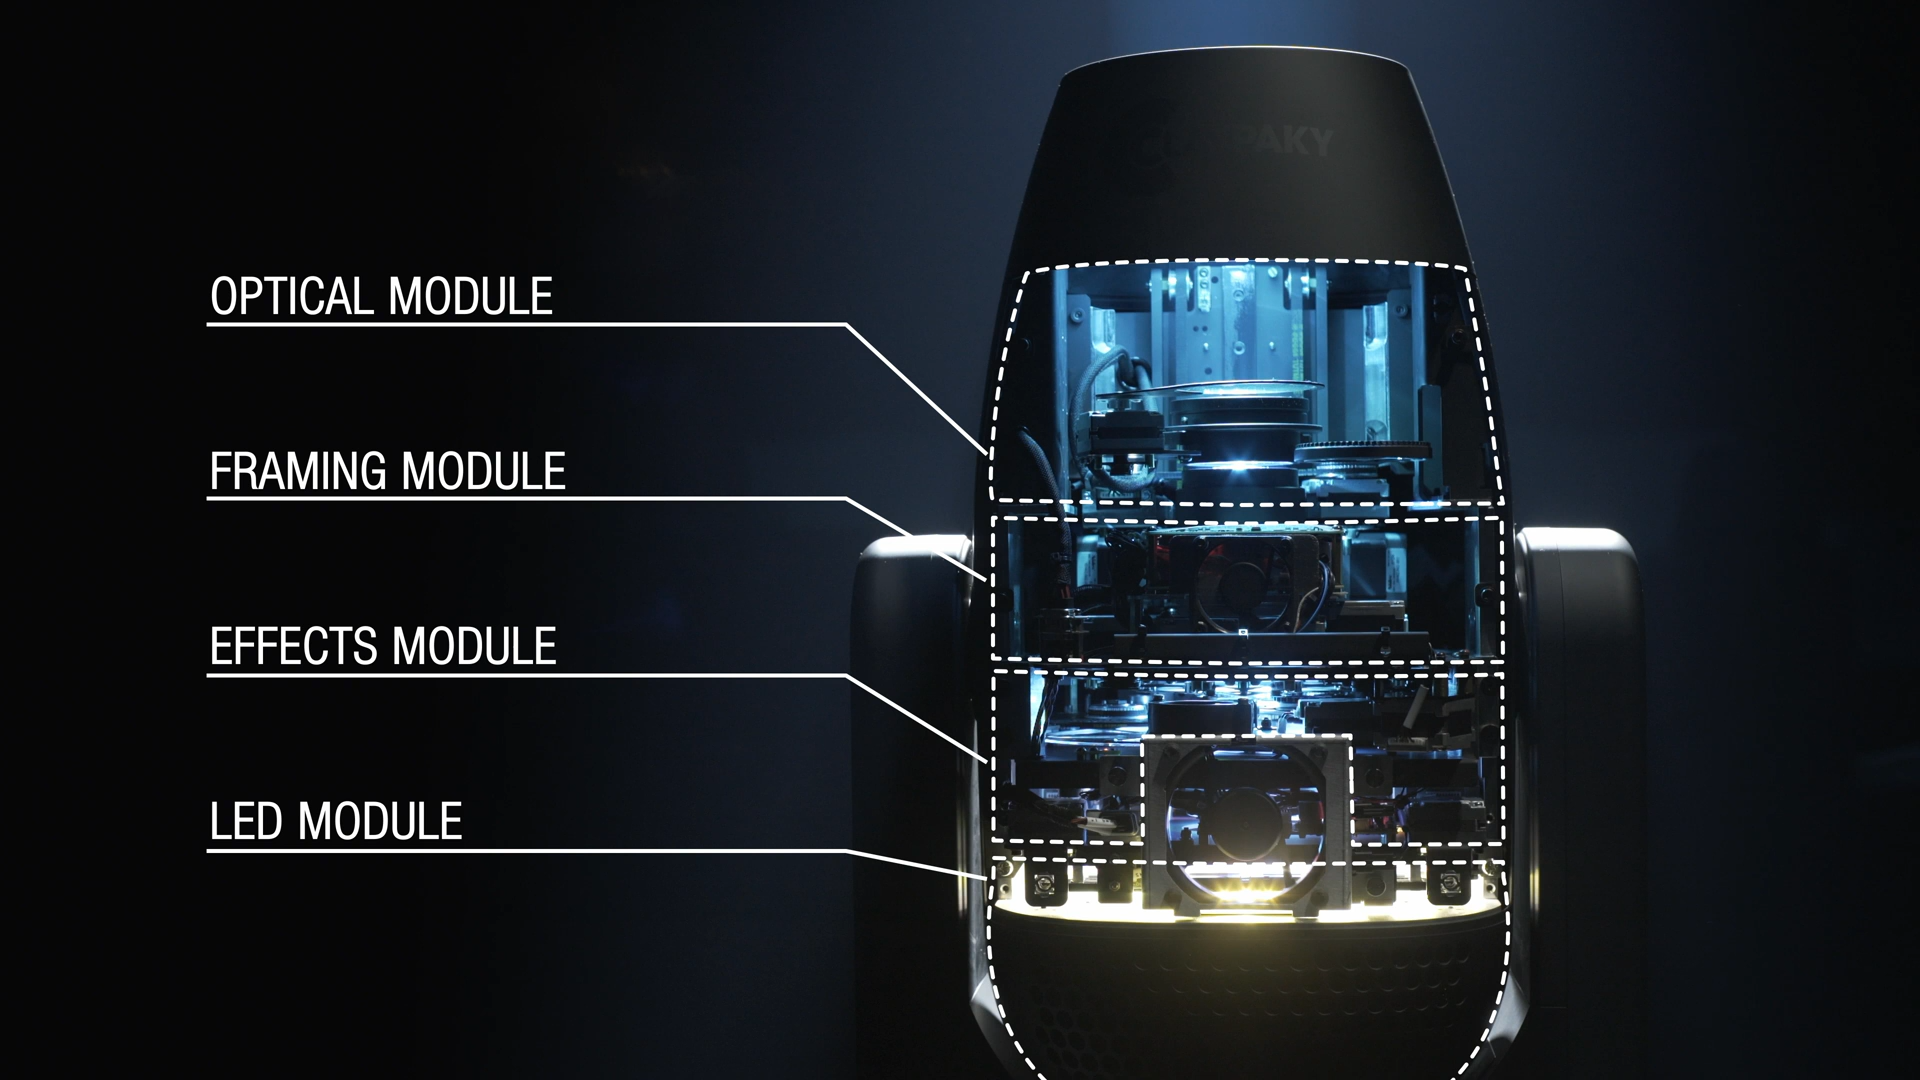 OPTICAL MODULE
FRAMING MODULE
EFFECTS MODULE
LED MODULE